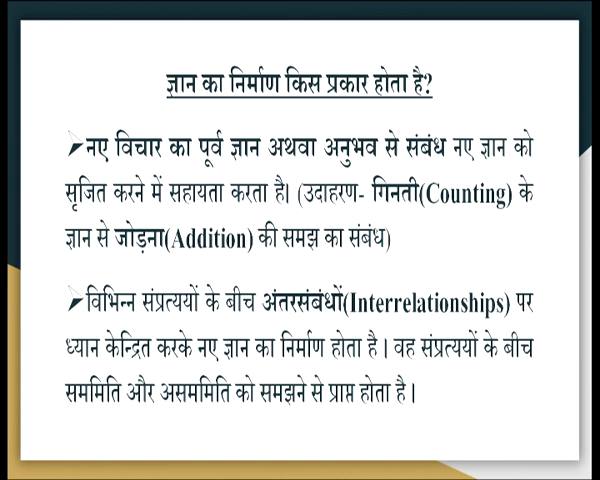 ज्ञान का निर्माण किस प्रकार होता है?
➢नए विचार का पूर्व ज्ञान अथवा अनुभव से संबंध नए ज्ञान को
सृजित करने में सहायता करता है। (उदाहरण- गिनती(Counting) के
ज्ञान से जोड़ना(Addition) की समझ का संबंध)
➢विभिन्न संप्रत्ययों के बीच अंतरसंबंधों(Interrelationships) पर
ध्यान केन्द्रित करके नए ज्ञान का निर्माण होता है। वह संप्रत्ययों के बीच
सममिति और असममिति को समझने से प्राप्त होता है।